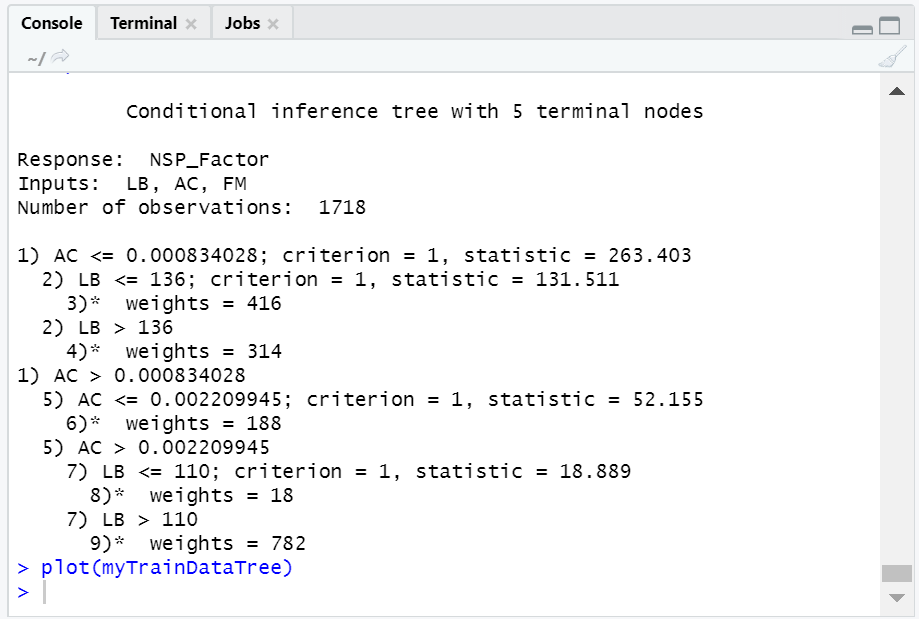 Console Terminal Jobs
~/
Conditional inference tree with 5 terminal nodes
Response:  NSP_Factor
Inputs:  LB, AC, FM
Number of observations:  1718
1) AC <= 0.000834028; criterion = 1, statistic = 263.403
  2) LB <= 136; criterion = 1, statistic = 131.511
    3)*  weights = 416
  2) LB > 136
    4)*  weights = 314
1) AC > 0.000834028
  5) AC <= 0.002209945; criterion = 1, statistic = 52.155
    6)*  weights = 188
  5) AC > 0.002209945
    7) LB <= 110; criterion = 1, statistic = 18.889
      8)*  weights = 18
    7) LB > 110
      9)*  weights = 782
> plot(myTrainDataTree)
>